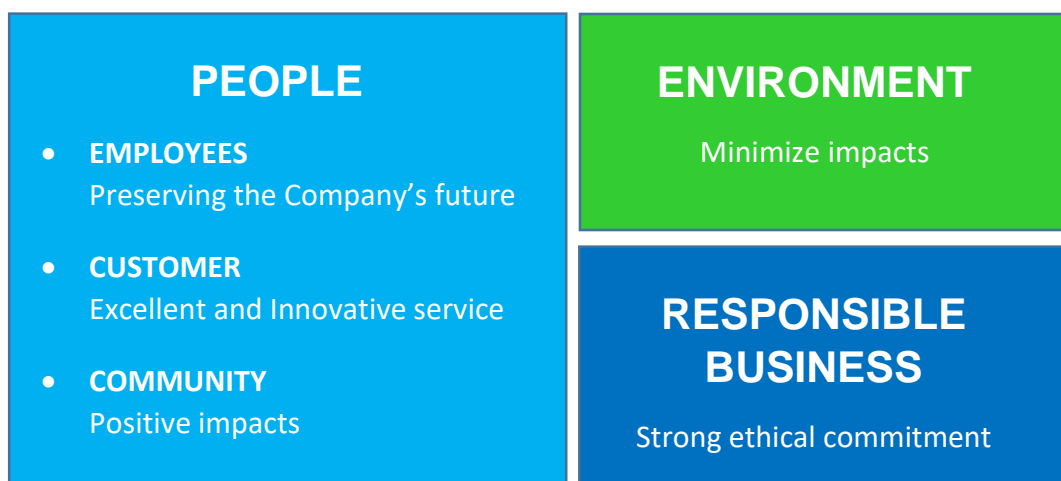 PEOPLE
• EMPLOYEES
Preserving the Company’s future
• CUSTOMER
Excellent and Innovative service
• COMMUNITY
Positive impacts
ENVIRONMENT
Minimize impacts
RESPONSIBLE
BUSINESS
Strong ethical commitment